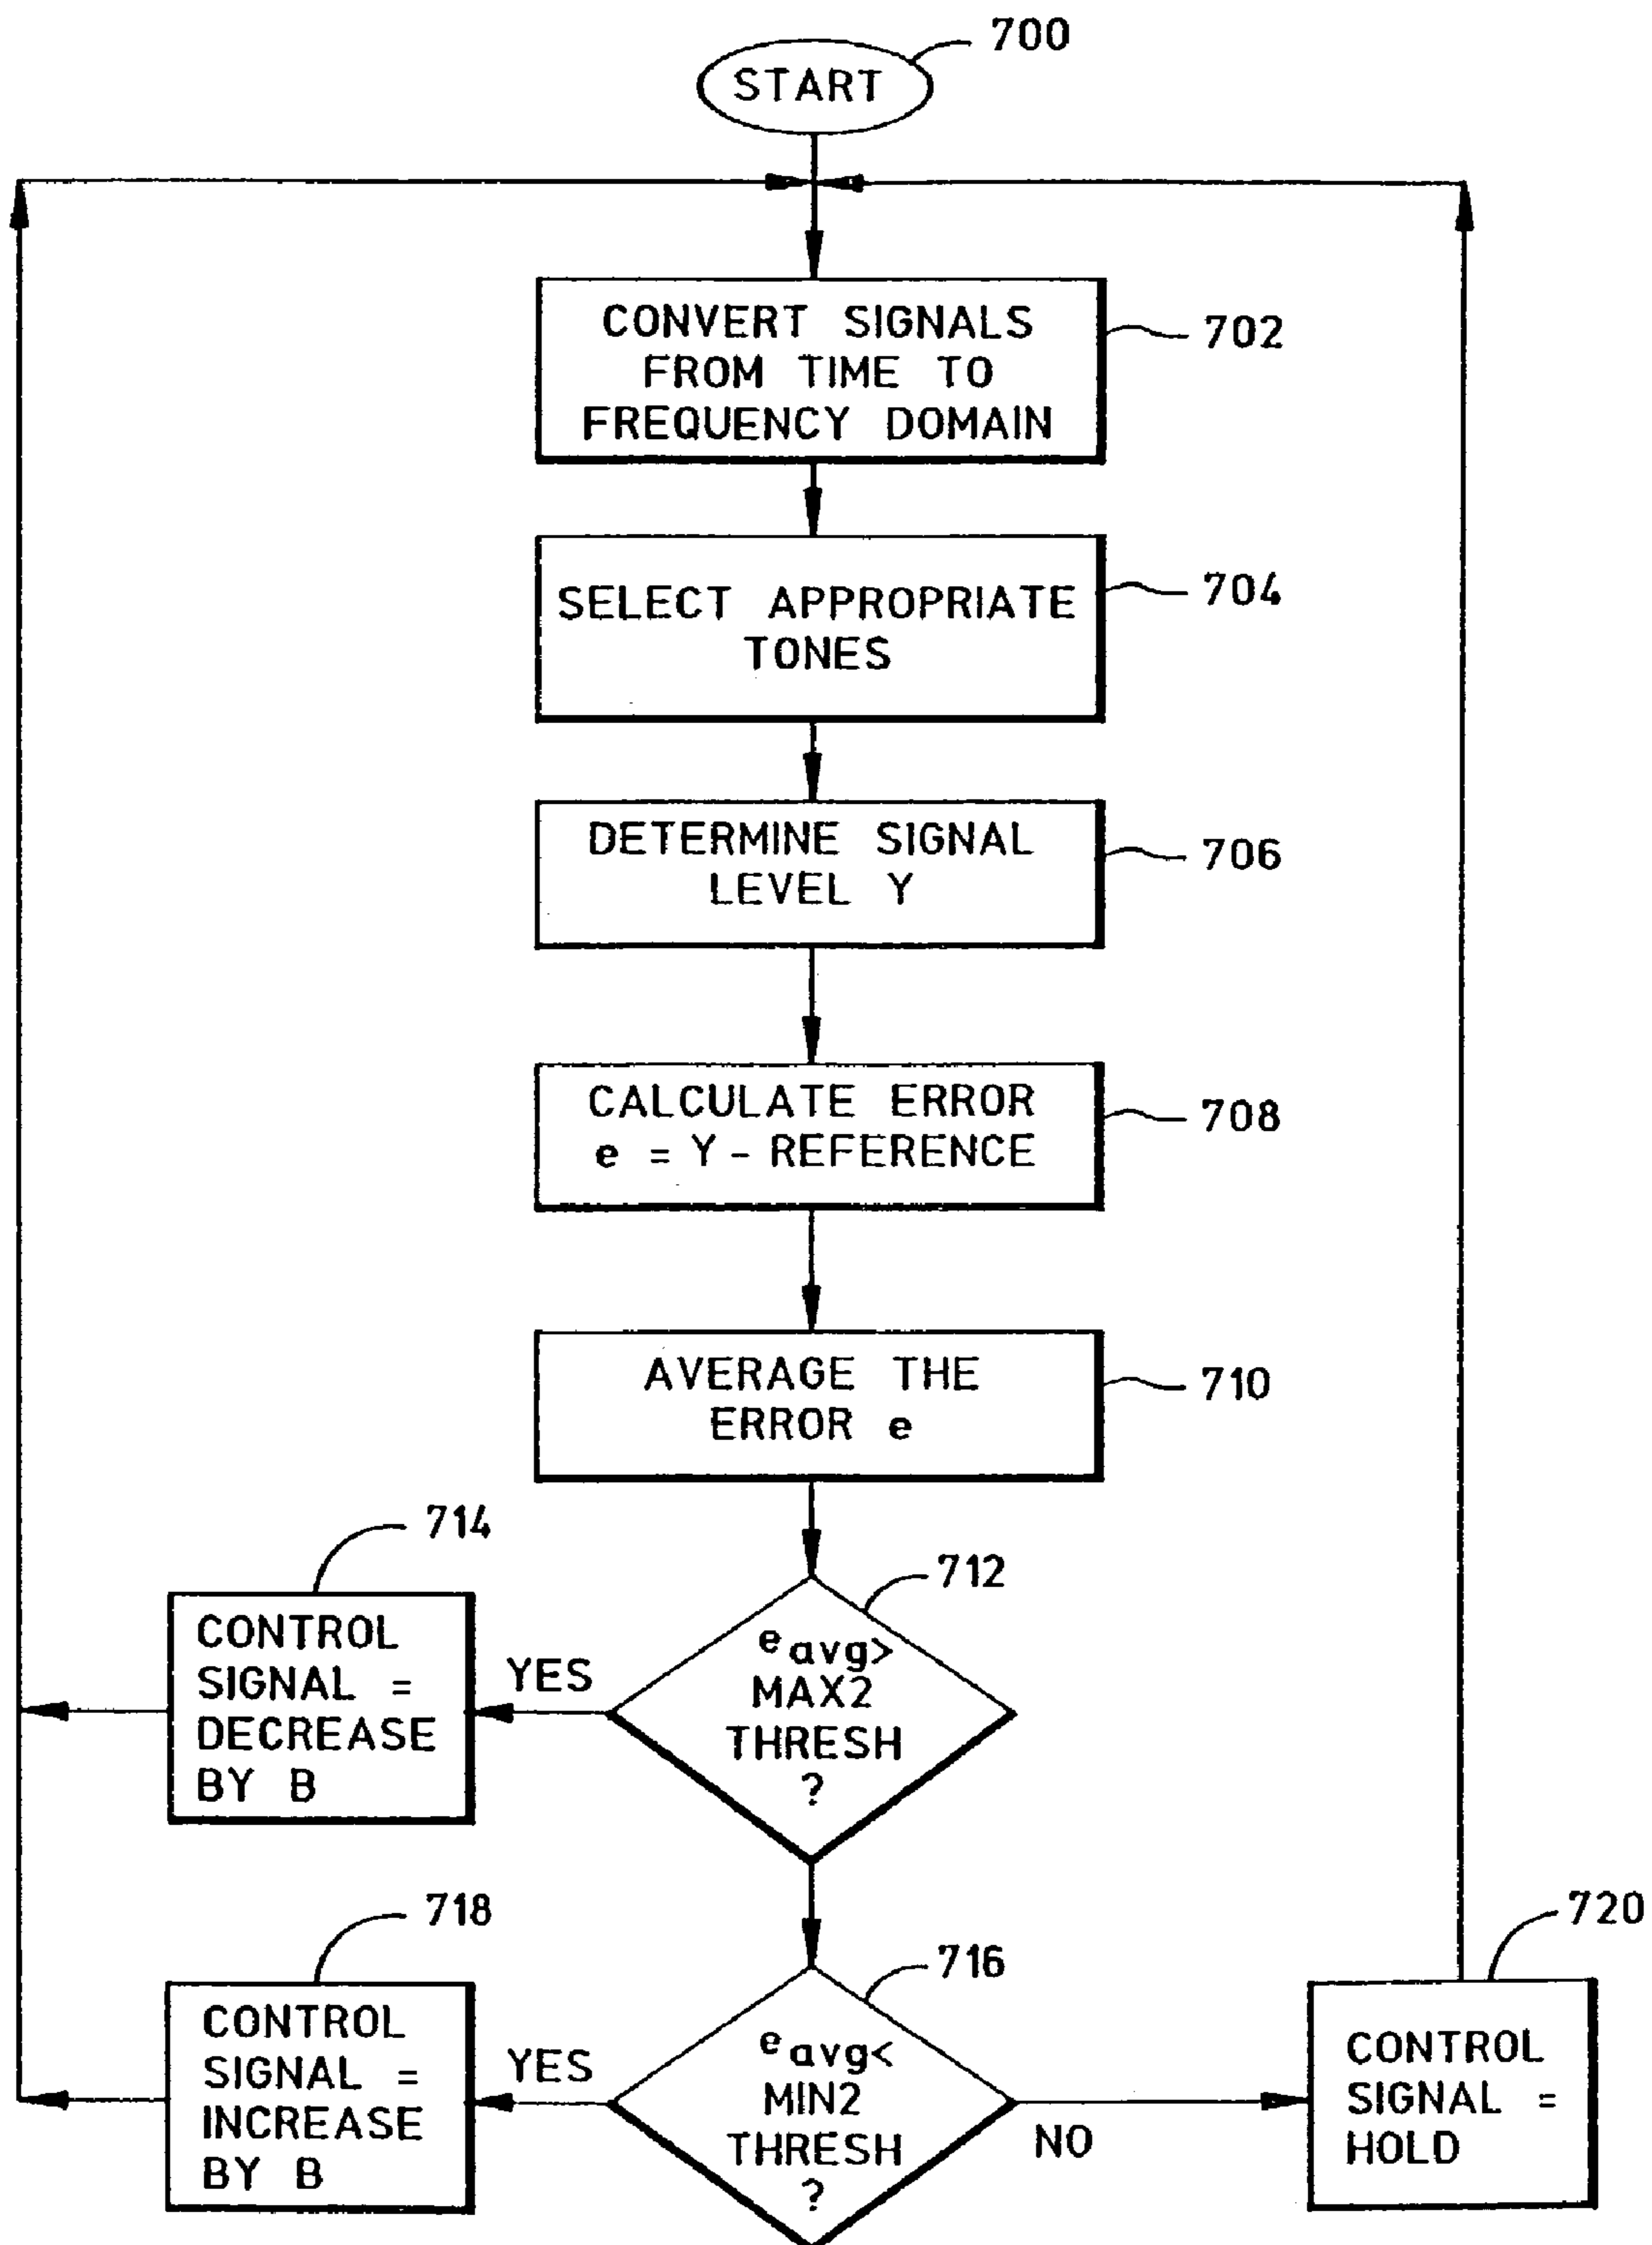 700
START
CONVERT SIGNALS
FROM TIME TO
FREQUENCY DOMAIN
702
SELECT APPROPRIATE
TONES
704
DETERMINE SIGNAL
LEVEL Y
706
CALCULATE ERROR
e = Y - REFERENCE
708
AVERAGE THE
ERROR e
710
712
e avg >
MAX2
THRESH
?
YES
714
CONTROL
SIGNAL =
DECREASE
BY B
716
e avg <
MIN2
THRESH
?
YES
718
CONTROL
SIGNAL =
INCREASE
BY B
NO
720
CONTROL
SIGNAL =
HOLD